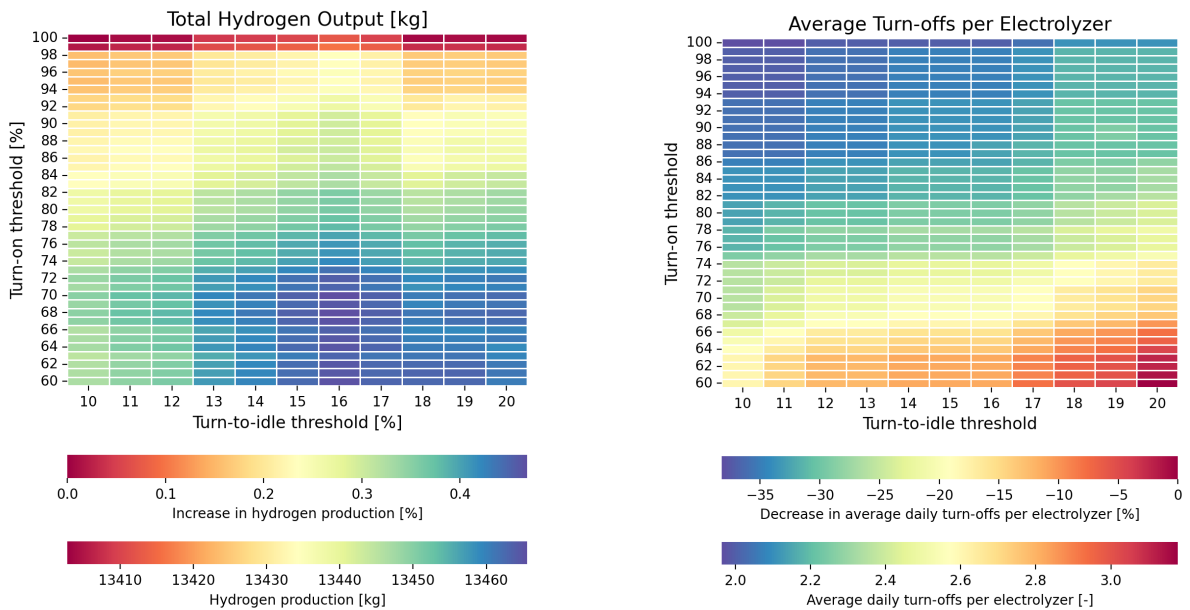 Total Hydrogen Output [kg]
Turn-on threshold [%]
100
98
96
94
92
90
88
86
84
82
80
78
76
74
72
70
68
66
64
62
60
10 11 12 13 14 15 16 17 18 19 20
Turn-to-idle threshold [%]
0.0 0.1 0.2 0.3 0.4
Increase in hydrogen production [%]
13410 13420 13430 13440 13450 13460
Hydrogen production [kg]
Average Turn-offs per Electrolyzer
Turn-on threshold
100
98
96
94
92
90
88
86
84
82
80
78
76
74
72
70
68
66
64
62
60
10 11 12 13 14 15 16 17 18 19 20
Turn-to-idle threshold
−35 −30 −25 −20 −15 −10 −5 0
Decrease in average daily turn-offs per electrolyzer [%]
2.0 2.2 2.4 2.6 2.8 3.0
Average daily turn-offs per electrolyzer [-]